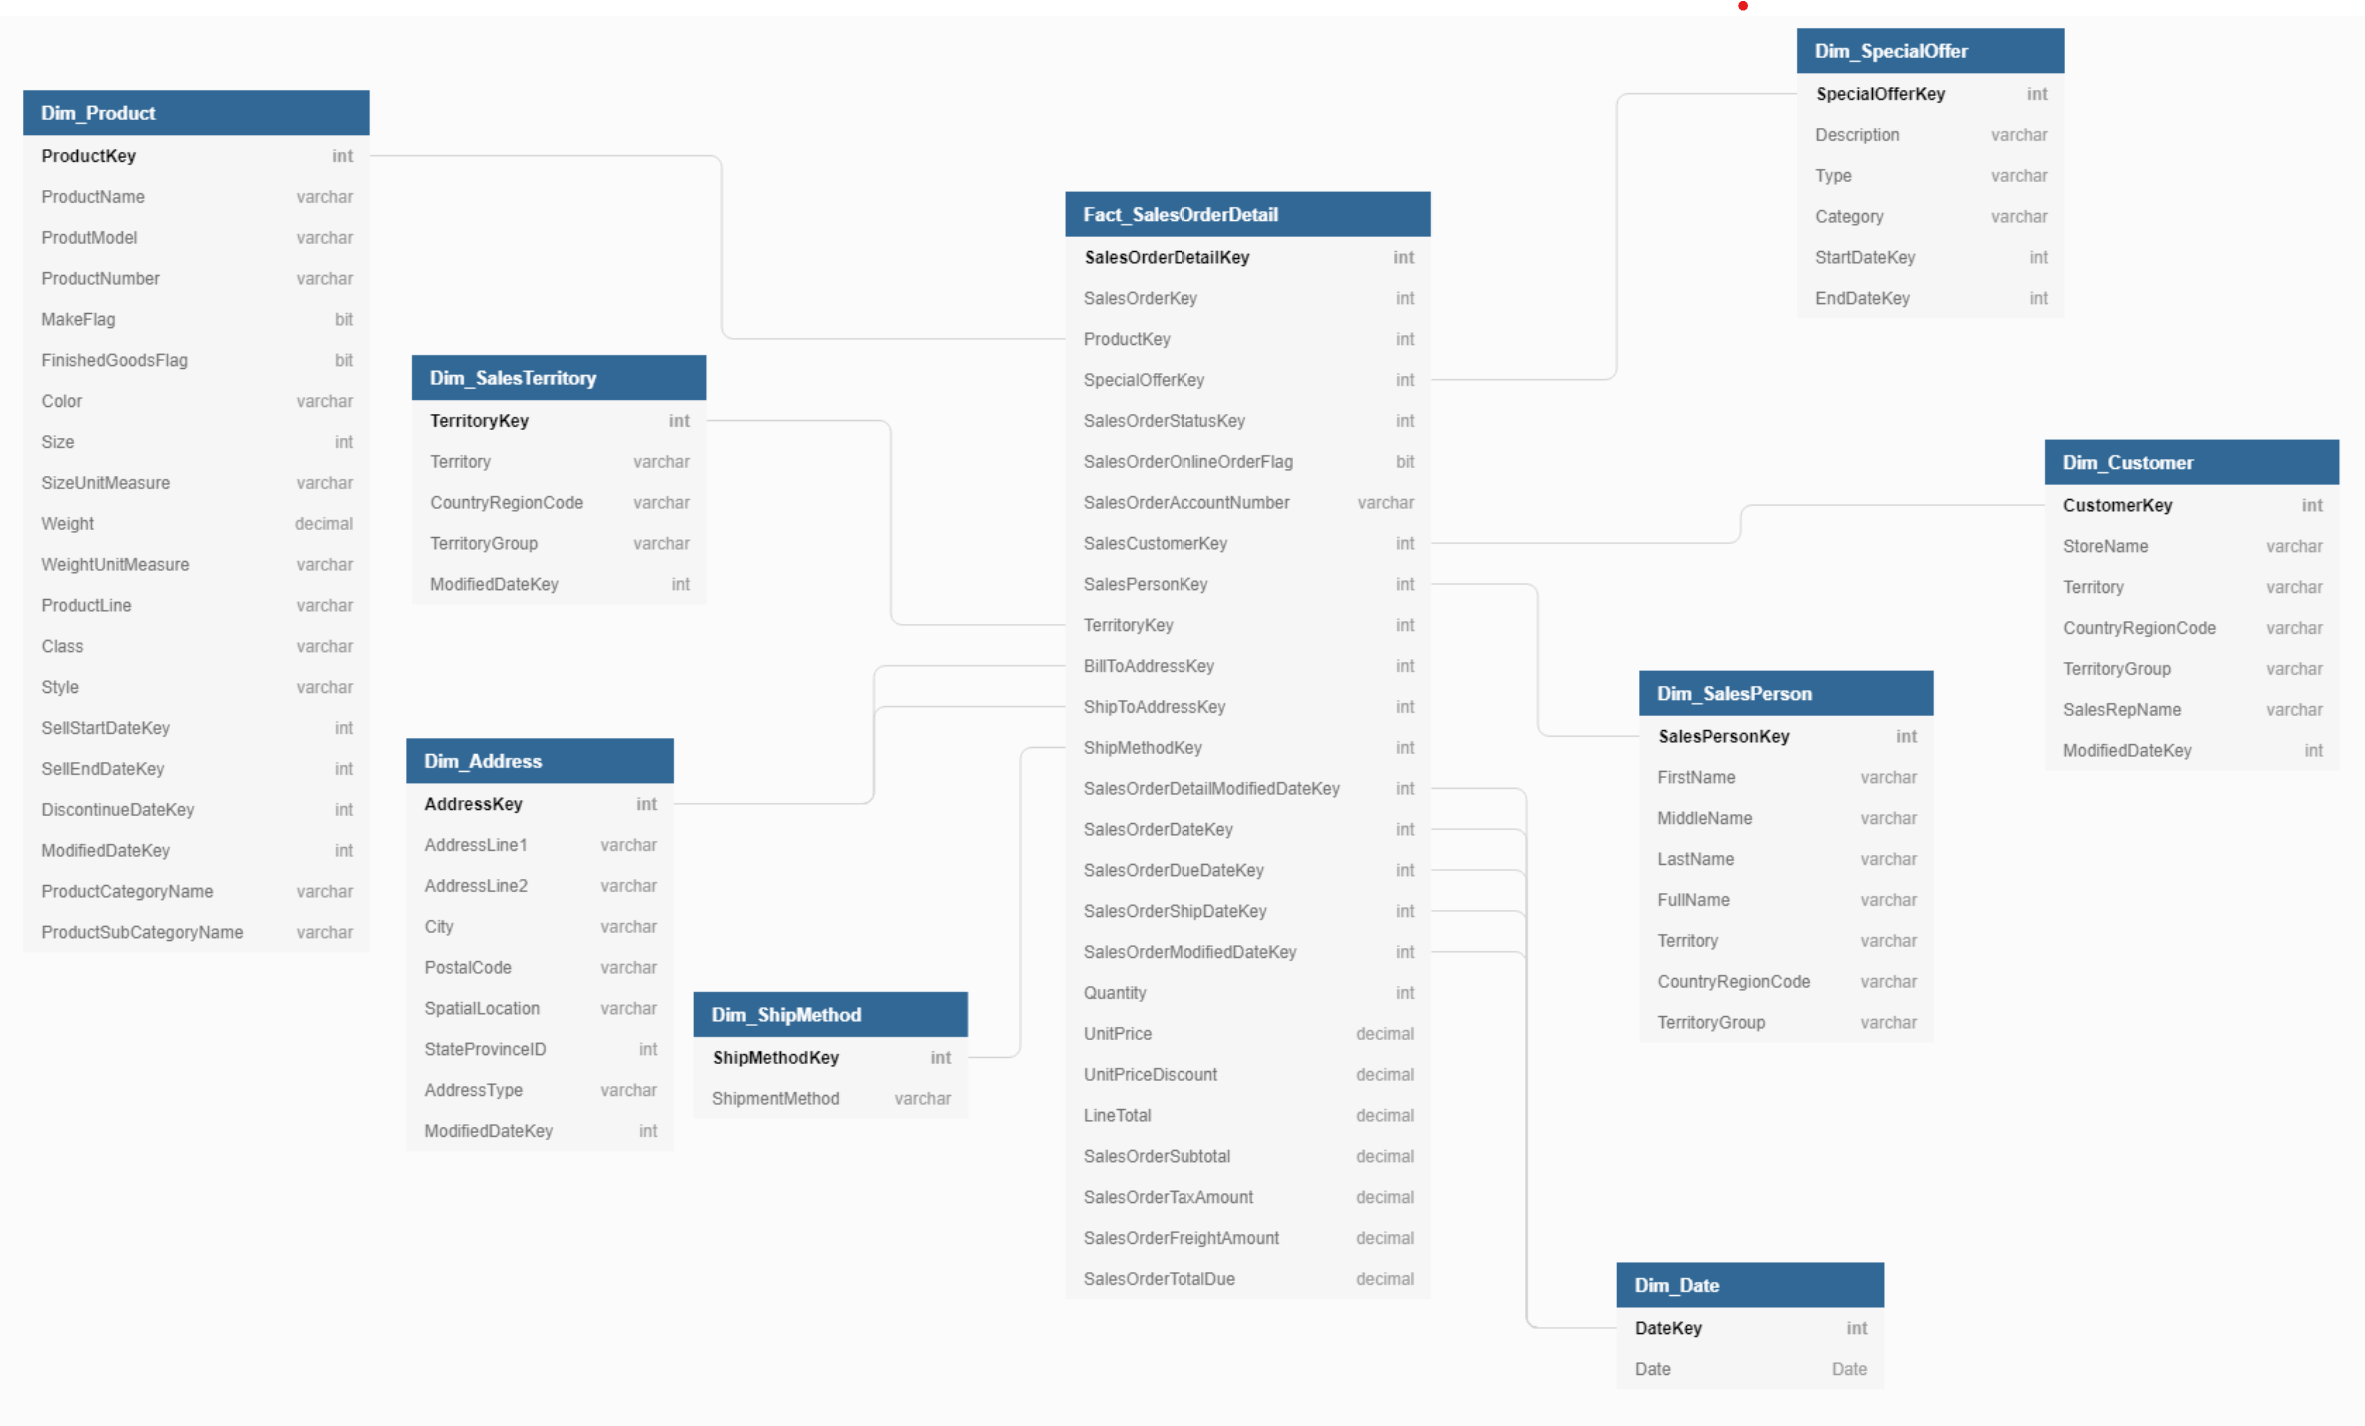 Dim_Product
ProductKey int
ProductName varchar
ProdutModel varchar
ProductNumber varchar
MakeFlag bit
FinishedGoodsFlag bit
Color varchar
Size int
SizeUnitMeasure varchar
Weight decimal
WeightUnitMeasure varchar
ProductLine varchar
Class varchar
Style varchar
SellStartDateKey int
SellEndDateKey int
DiscontinueDateKey int
ModifiedDateKey int
ProductCategoryName varchar
ProductSubCategoryName varchar
Dim_SalesTerritory
TerritoryKey int
Territory varchar
CountryRegionCode varchar
TerritoryGroup varchar
ModifiedDateKey int
Dim_Address
AddressKey int
AddressLine1 varchar
AddressLine2 varchar
City varchar
PostalCode varchar
SpatialLocation varchar
StateProvinceID int
AddressType varchar
ModifiedDateKey int
Dim_ShipMethod
ShipMethodKey int
ShipmentMethod varchar
Fact_SalesOrderDetail
SalesOrderDetailKey int
SalesOrderKey int
ProductKey int
SpecialOfferKey int
SalesOrderStatusKey int
SalesOrderOnlineOrderFlag bit
SalesOrderAccountNumber varchar
SalesCustomerKey int
SalesPersonKey int
TerritoryKey int
BillToAddressKey int
ShipToAddressKey int
ShipMethodKey int
SalesOrderDetailModifiedDateKey int
SalesOrderDateKey int
SalesOrderDueDateKey int
SalesOrderShipDateKey int
SalesOrderModifiedDateKey int
Quantity int
UnitPrice decimal
UnitPriceDiscount decimal
LineTotal decimal
SalesOrderSubtotal decimal
SalesOrderTaxAmount decimal
SalesOrderFreightAmount decimal
SalesOrderTotalDue decimal
Dim_SpecialOffer
SpecialOfferKey int
Description varchar
Type varchar
Category varchar
StartDateKey int
EndDateKey int
Dim_Customer
CustomerKey int
StoreName varchar
Territory varchar
CountryRegionCode varchar
TerritoryGroup varchar
SalesRepName varchar
ModifiedDateKey int
Dim_SalesPerson
SalesPersonKey int
FirstName varchar
MiddleName varchar
LastName varchar
FullName varchar
Territory varchar
CountryRegionCode varchar
TerritoryGroup varchar
Dim_Date
DateKey int
Date Date